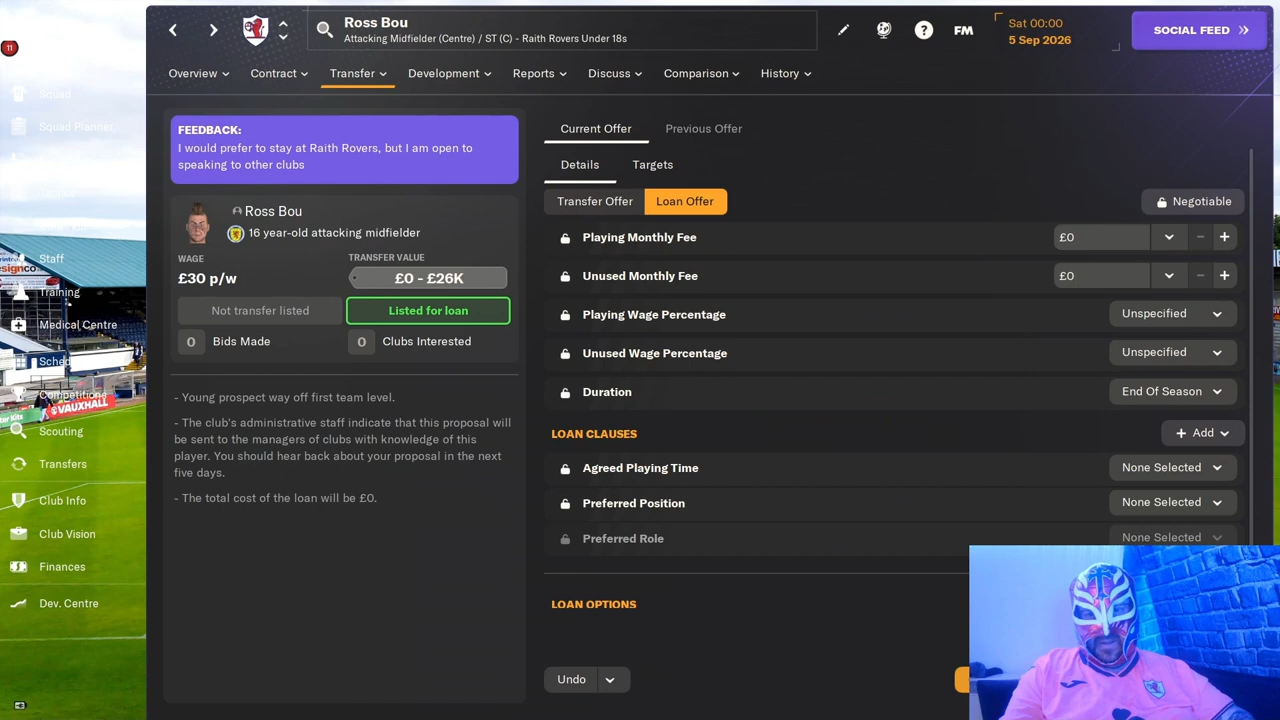 Ross Bou
Attacking Midfielder (Centre) / ST (C) - Raith Rovers Under 18s
FM
Sat 00:00
5 Sep 2026
SOCIAL FEED
11
Overview
Contract
Transfer
Development
Reports
Discuss
Comparison
History
Squad
Squad Planner
Staff
Training
Medical Centre
Sched
Competitions
VAUXHALL
Scouting
Transfers
Club Info
Club Vision
Finances
Dev. Centre
FEEDBACK:
I would prefer to stay at Raith Rovers, but I am open to
speaking to other clubs
Ross Bou
16 year-old attacking midfielder
WAGE
£30 p/w
TRANSFER VALUE
£0 - £26K
Not transfer listed
Listed for loan
0 Bids Made
0 Clubs Interested
- Young prospect way off first team level.
- The club's administrative staff indicate that this proposal will
be sent to the managers of clubs with knowledge of this
player. You should hear back about your proposal in the next
five days.
- The total cost of the loan will be £0.
Current Offer
Previous Offer
Details
Targets
Transfer Offer
Loan Offer
Negotiable
Playing Monthly Fee
£0
Unused Monthly Fee
£0
Playing Wage Percentage
Unspecified
Unused Wage Percentage
Unspecified
Duration
End Of Season
LOAN CLAUSES
Add
Agreed Playing Time
None Selected
Preferred Position
None Selected
Preferred Role
None Selected
LOAN OPTIONS
Undo